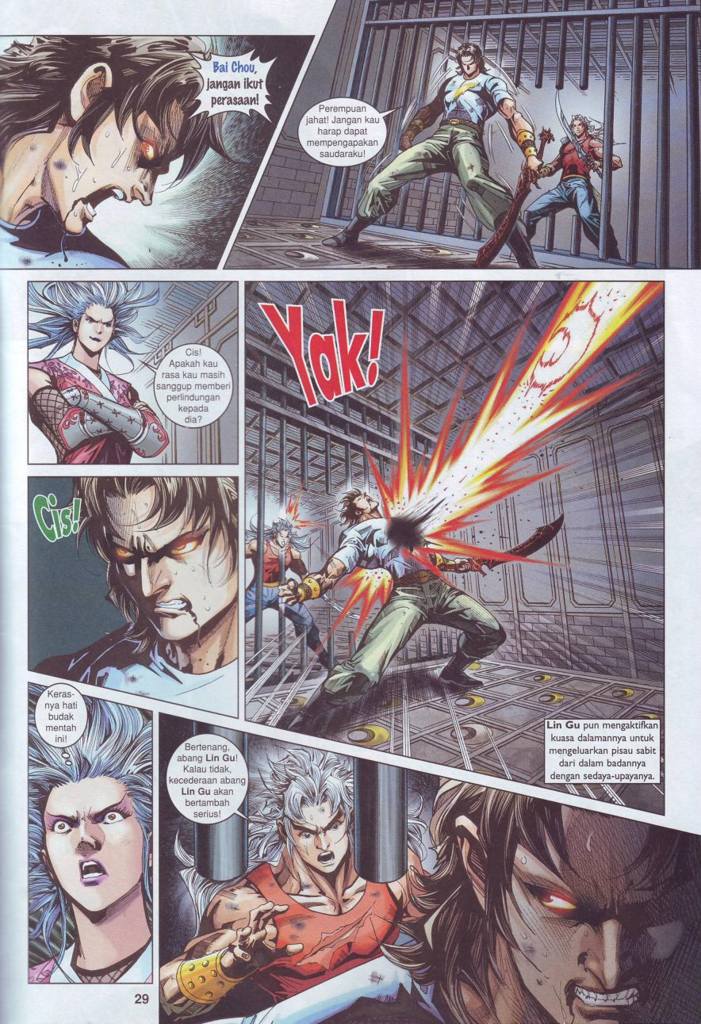 Bai Chou,
jangan ikut
perasaan!
Perempuan
jahat! Jangan kau
harap dapat
mempengapakan
saudaraku!
Cis!
Apakah kau
rasa kau masih
sanggup memberi
perlindungan
kepada
dia?
Yak!
Cis!
Lin Gu pun mengaktifkan
kuasa dalamannya untuk
mengeluarkan pisau sabit
dari dalam badannya
dengan sedaya-upayanya.
Keras-
nya hati
budak
mentah
ini!
Bertenang,
abang Lin Gu!
Kalau tidak,
kecederaan abang
Lin Gu akan
bertambah
serius!
29